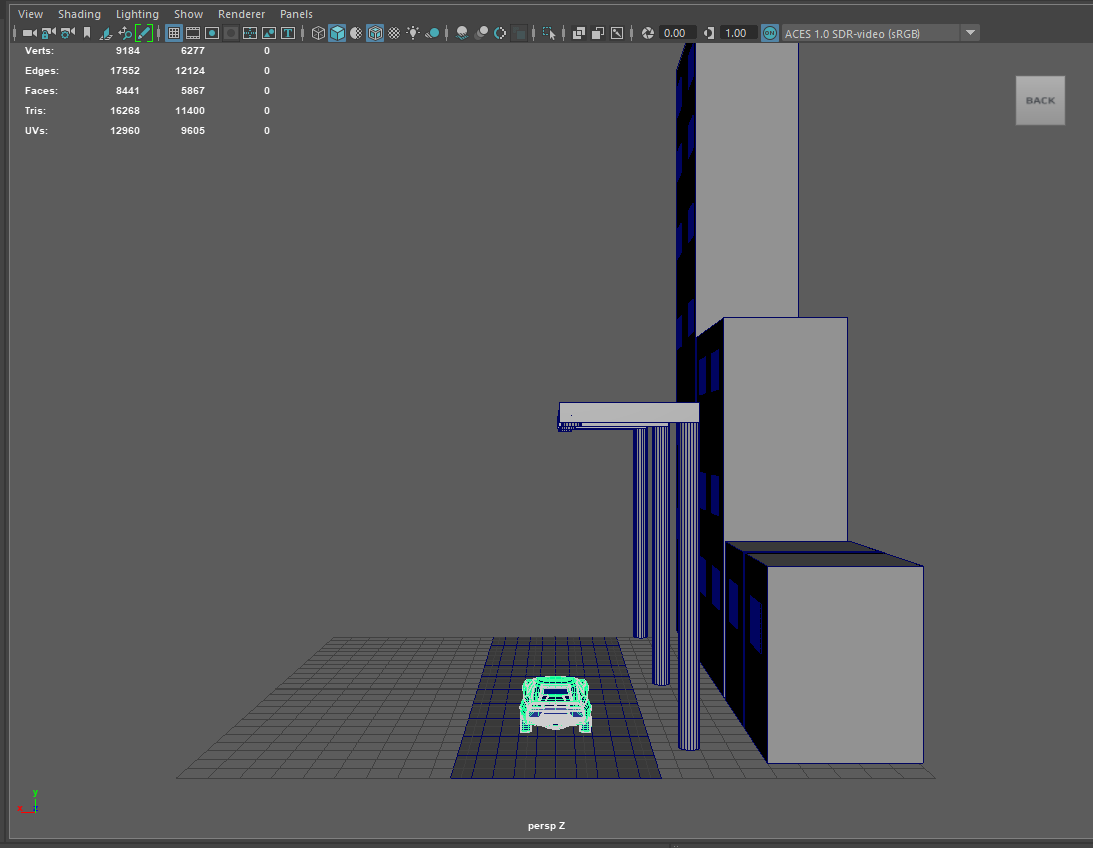 View Shading Lighting Show Renderer Panels
0.00 1.00 ON ACES 1.0 SDR-video (sRGB)
Verts: 9184 6277 0
Edges: 17552 12124 0
Faces: 8441 5867 0
Tris: 16268 11400 0
UVs: 12960 9605 0
BACK
y
x z
persp Z